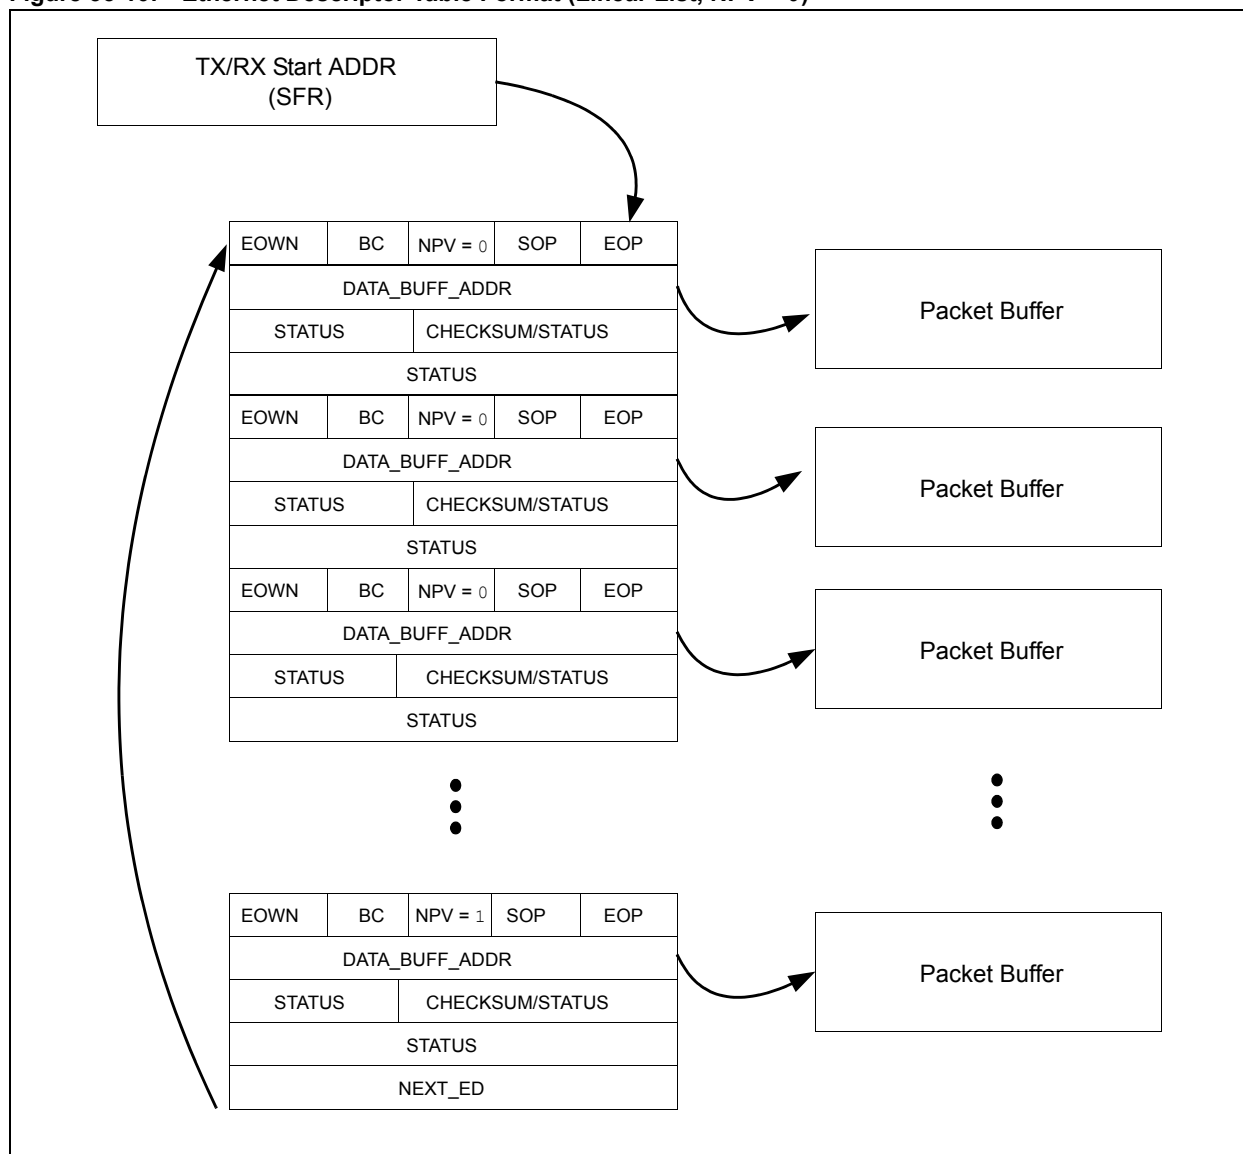 TX/RX Start ADDR
(SFR)
EOWN BC NPV = 0 SOP EOP
DATA_BUFF_ADDR
STATUS CHECKSUM/STATUS
STATUS
Packet Buffer
EOWN BC NPV = 0 SOP EOP
DATA_BUFF_ADDR
STATUS CHECKSUM/STATUS
STATUS
Packet Buffer
EOWN BC NPV = 0 SOP EOP
DATA_BUFF_ADDR
STATUS CHECKSUM/STATUS
STATUS
Packet Buffer
EOWN BC NPV = 1 SOP EOP
DATA_BUFF_ADDR
STATUS CHECKSUM/STATUS
STATUS
NEXT_ED
Packet Buffer